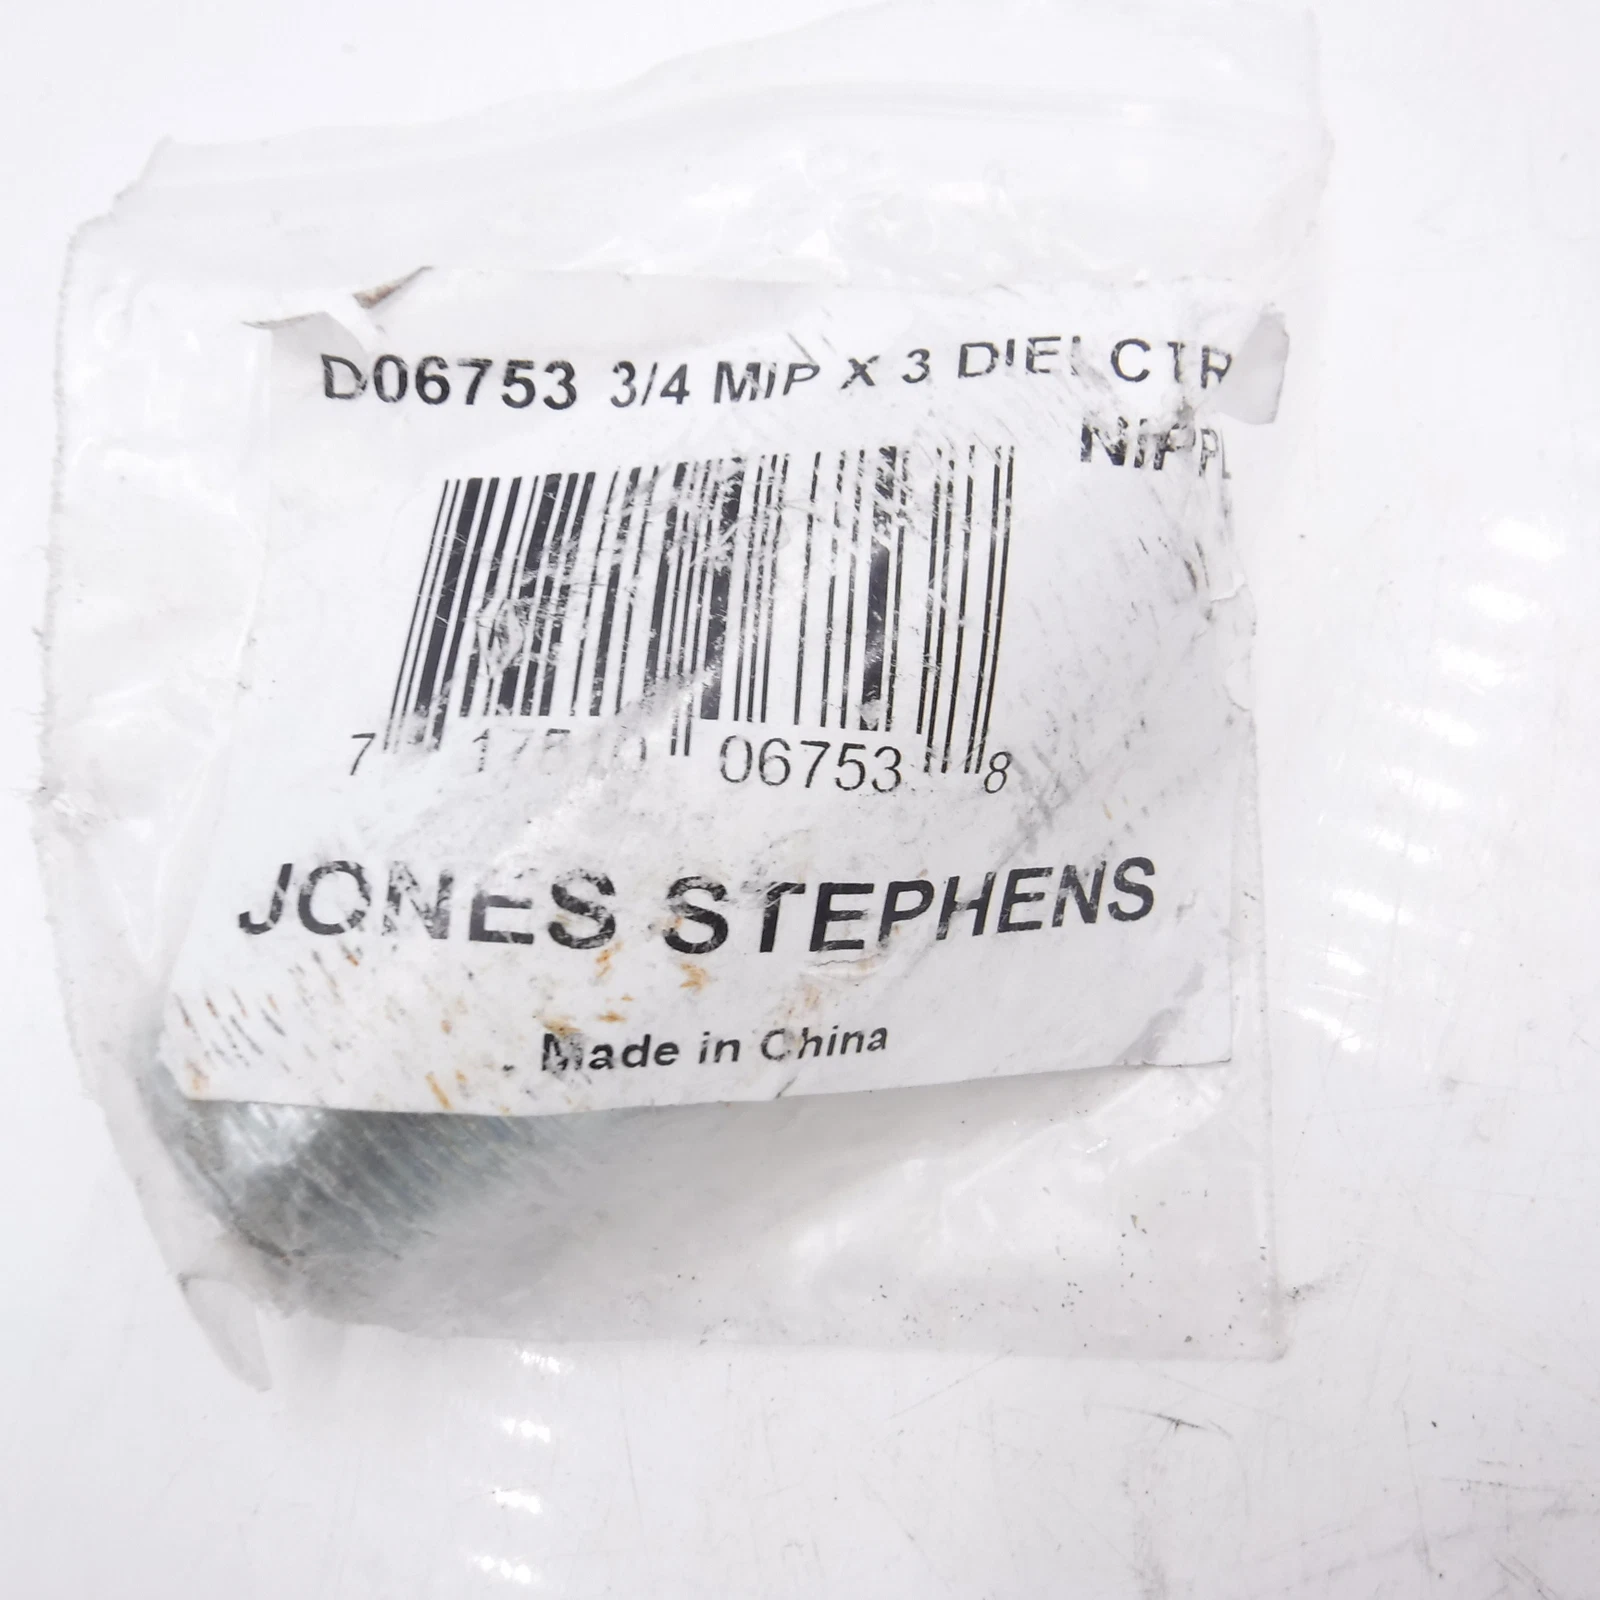 D06753 3/4 MIP X 3 DIELCTR
NIPPL
7 06753 8
JONES STEPHENS
Made in China